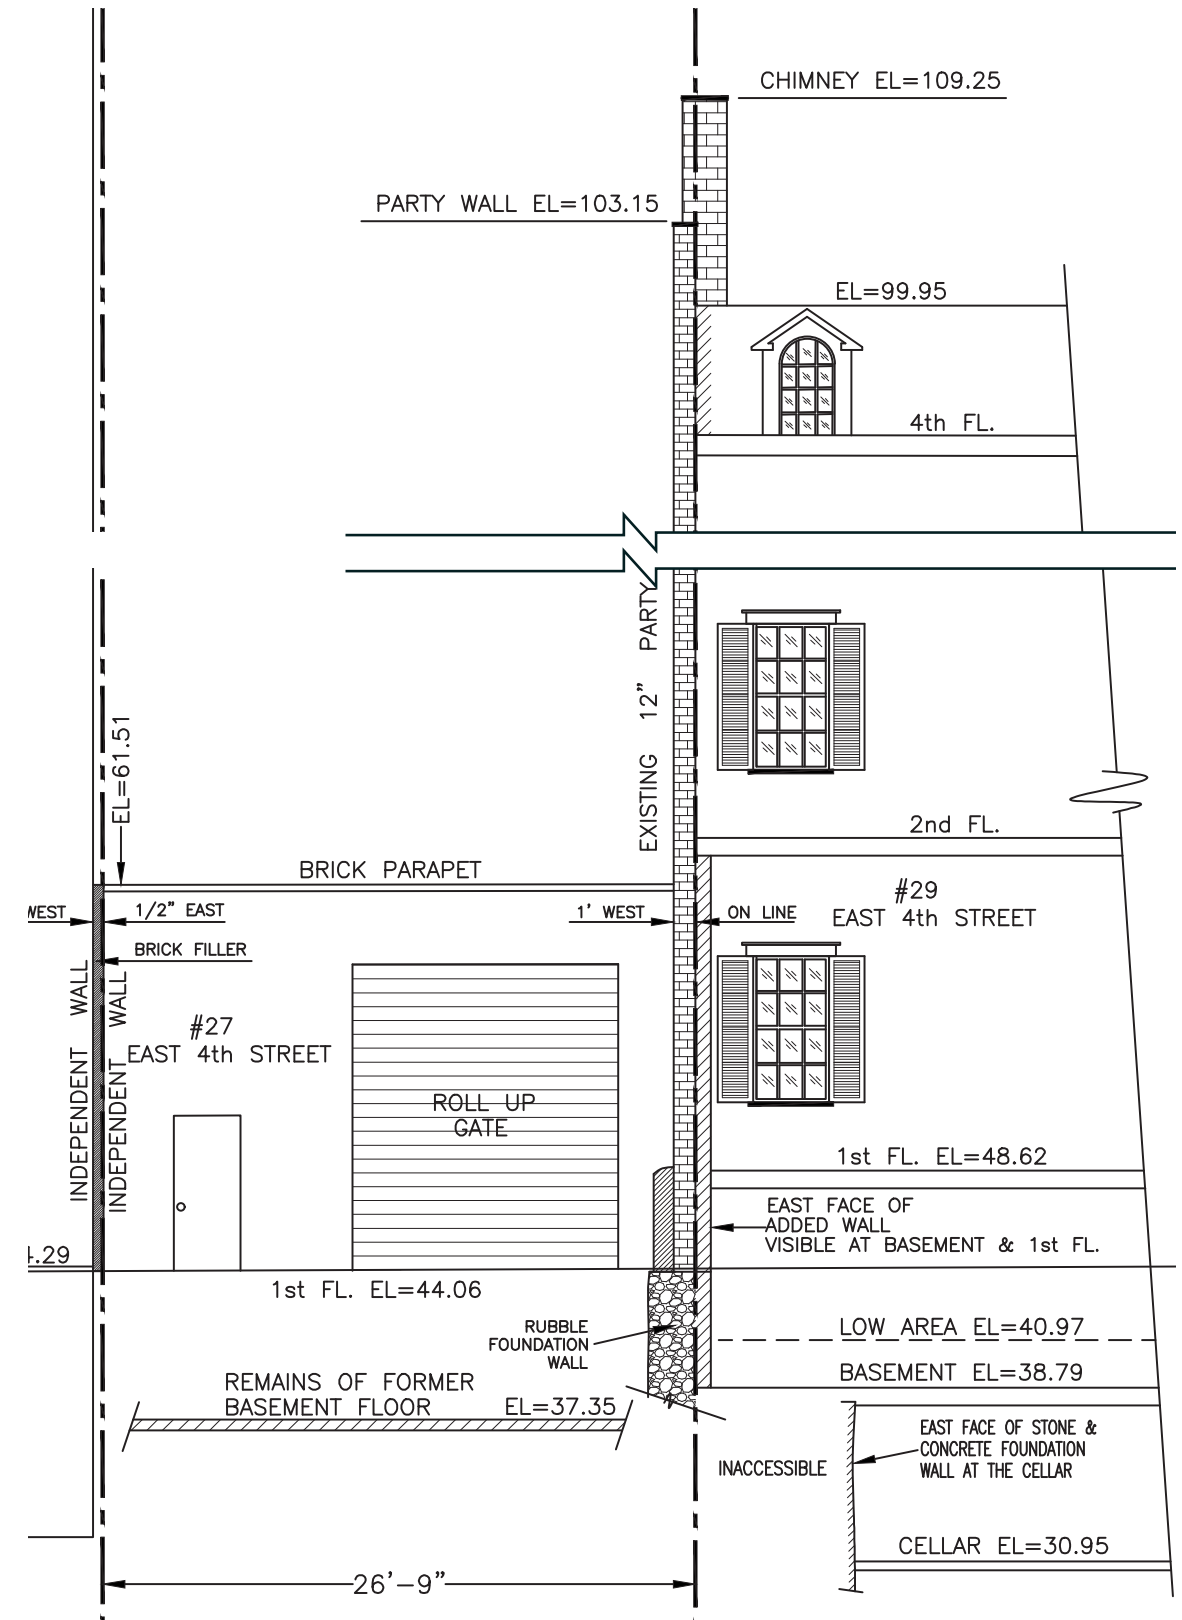 CHIMNEY EL=109.25
PARTY WALL EL=103.15
EL=99.95
4th FL.
EXISTING 12" PARTY
EL=61.51
2nd FL.
BRICK PARAPET
#29
EAST 4th STREET
WEST
1/2" EAST
1' WEST
ON LINE
BRICK FILLER
INDEPENDENT WALL
INDEPENDENT WALL
#27
EAST 4th STREET
ROLL UP
GATE
1st FL. EL=48.62
EAST FACE OF
ADDED WALL
VISIBLE AT BASEMENT & 1st FL.
4.29
1st FL. EL=44.06
RUBBLE
FOUNDATION
WALL
LOW AREA EL=40.97
BASEMENT EL=38.79
REMAINS OF FORMER
BASEMENT FLOOR EL=37.35
EAST FACE OF STONE &
CONCRETE FOUNDATION
WALL AT THE CELLAR
INACCESSIBLE
CELLAR EL=30.95
26'-9"